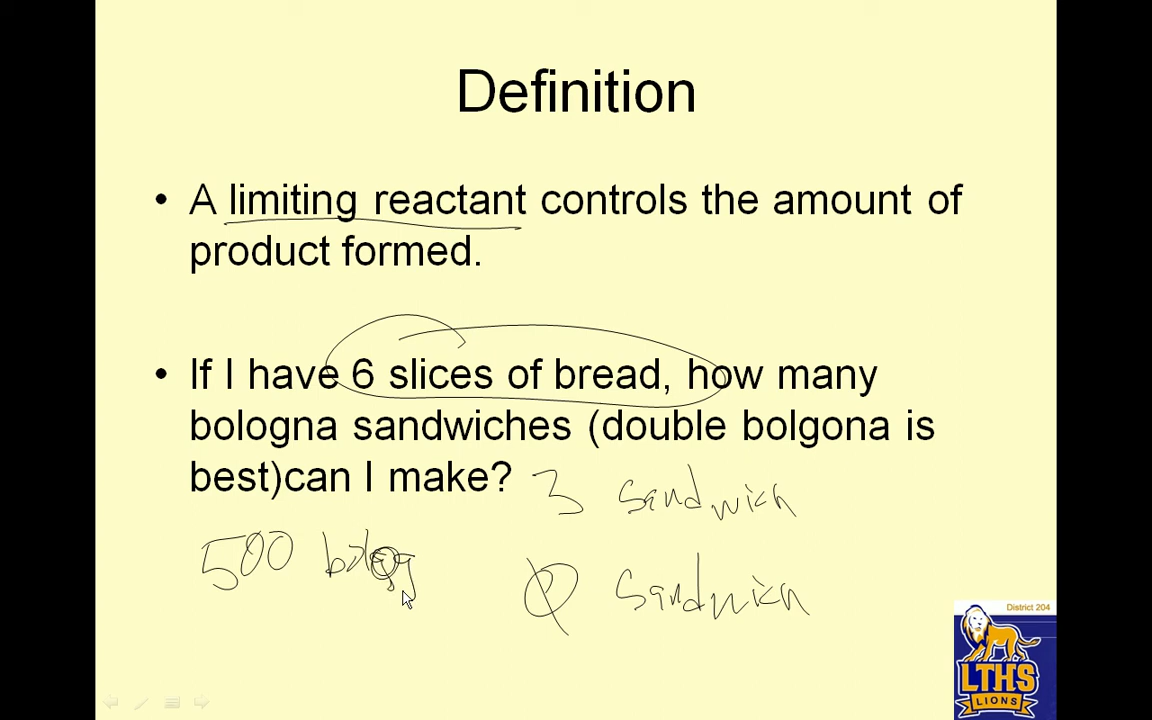 Definition
• A limiting reactant controls the amount of
product formed.
• If I have 6 slices of bread, how many
bologna sandwiches (double bolgona is
best)can I make?
3 sandwich
500
0 sandwich
District 204
LTHS
LIONS